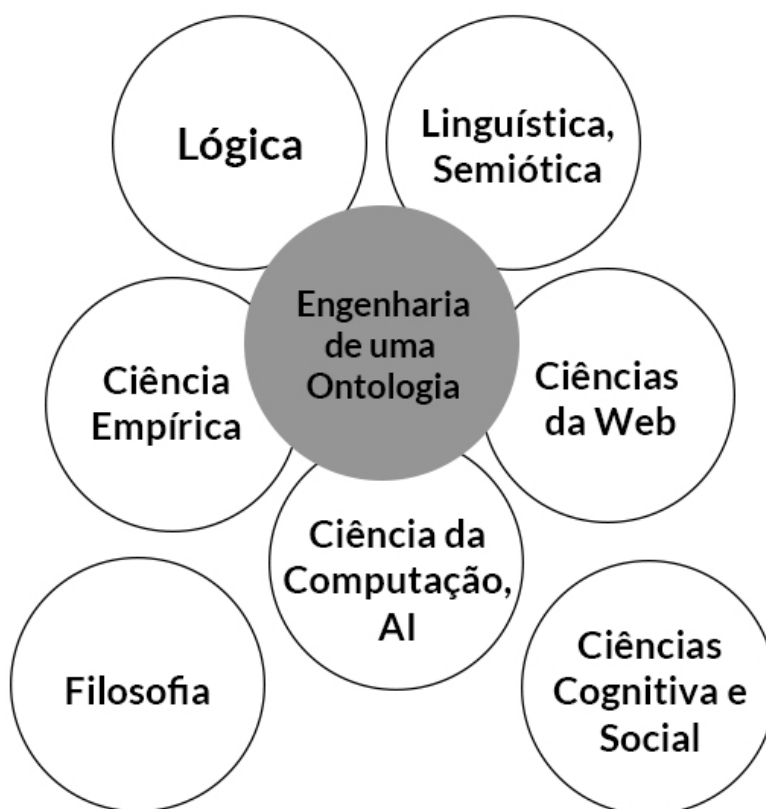 Lógica
Linguística,
Semiótica
Engenharia
de uma
Ontologia
Ciência
Empírica
Ciências
da Web
Ciência da
Computação,
AI
Filosofia
Ciências
Cognitiva e
Social